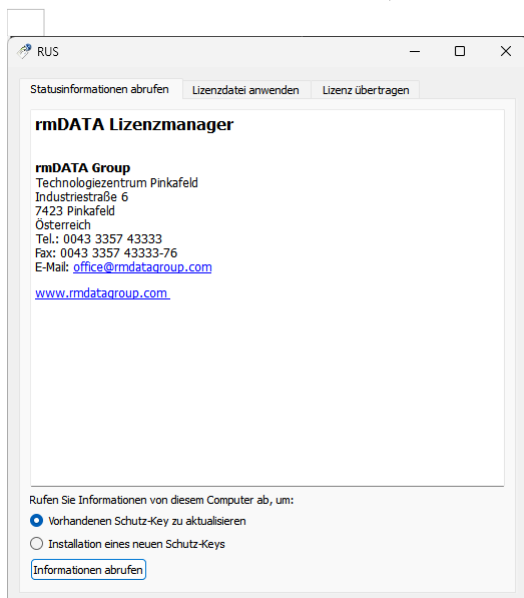 RUS
Statusinformationen abrufen Lizenzdatei anwenden Lizenz übertragen
rmDATA Lizenzmanager
rmDATA Group
Technologiezentrum Pinkafeld
Industriestraße 6
7423 Pinkafeld
Österreich
Tel.: 0043 3357 43333
Fax: 0043 3357 43333-76
E-Mail: office@rmdatagroup.com
www.rmdatagroup.com
Rufen Sie Informationen von diesem Computer ab, um:
Vorhandenen Schutz-Key zu aktualisieren
Installation eines neuen Schutz-Keys
Informationen abrufen